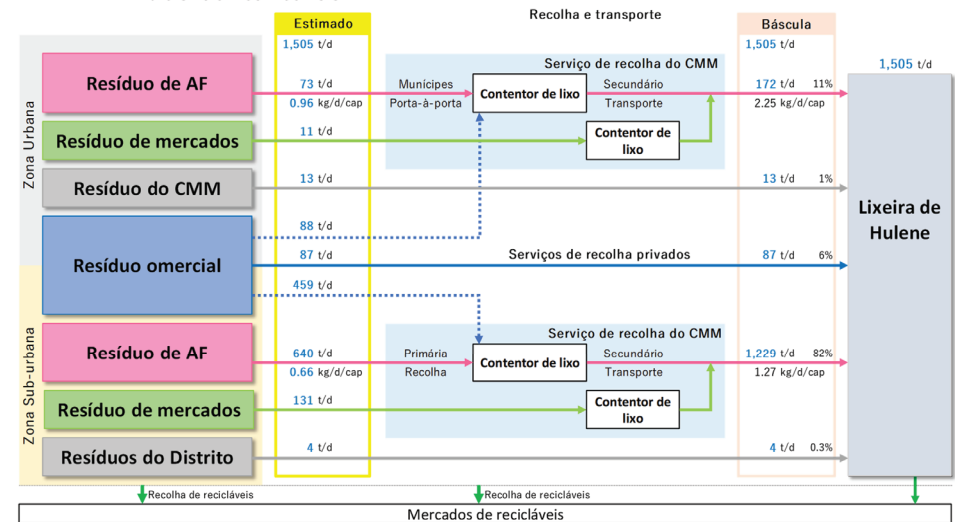 Recolha e transporte
Estimado
Báscula
1,505 t/d
1,505 t/d
1,505 t/d
Zona Urbana
Resíduo de AF
73 t/d
0.96 kg/d/cap
Serviço de recolha do CMM
Munícipes
Porta-à-porta
Contentor de lixo
Secundário
Transporte
172 t/d 11%
2.25 kg/d/cap
Resíduo de mercados
11 t/d
Contentor de
lixo
Resíduo do CMM
13 t/d
13 t/d 1%
Lixeira de
Hulene
Resíduo omercial
88 t/d
87 t/d
Serviços de recolha privados
87 t/d 6%
459 t/d
Zona Sub-urbana
Resíduo de AF
640 t/d
0.66 kg/d/cap
Serviço de recolha do CMM
Primária
Recolha
Contentor de lixo
Secundário
Transporte
1,229 t/d 82%
1.27 kg/d/cap
Resíduo de mercados
131 t/d
Contentor de
lixo
Resíduos do Distrito
4 t/d
4 t/d 0.3%
Recolha de recicláveis
Recolha de recicláveis
Mercados de recicláveis